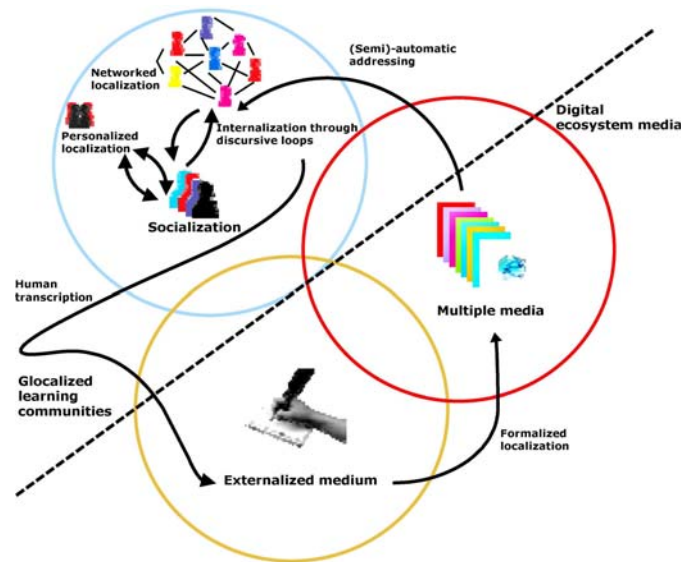 (Semi)-automatic
addressing
Networked
localization
Digital
ecosystem media
Personalized
localization
Internalization through
discursive loops
Socialization
Human
transcription
Multiple media
Glocalized
learning
communities
Formalized
localization
Externalized medium